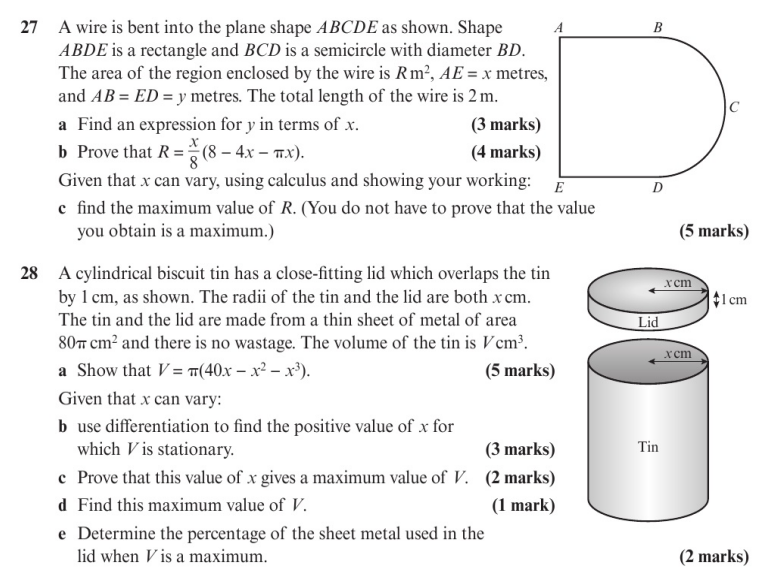 27 A wire is bent into the plane shape ABCDE as shown. Shape
ABDE is a rectangle and BCD is a semicircle with diameter BD.
The area of the region enclosed by the wire is R m², AE = x metres,
and AB = ED = y metres. The total length of the wire is 2 m.
a Find an expression for y in terms of x. (3 marks)
b Prove that R = x/8 (8 – 4x – πx). (4 marks)
Given that x can vary, using calculus and showing your working:
c find the maximum value of R. (You do not have to prove that the value
you obtain is a maximum.) (5 marks)
A
B
C
E
D
28 A cylindrical biscuit tin has a close-fitting lid which overlaps the tin
by 1 cm, as shown. The radii of the tin and the lid are both x cm.
The tin and the lid are made from a thin sheet of metal of area
80π cm² and there is no wastage. The volume of the tin is V cm³.
a Show that V = π(40x – x² – x³). (5 marks)
Given that x can vary:
b use differentiation to find the positive value of x for
which V is stationary. (3 marks)
c Prove that this value of x gives a maximum value of V. (2 marks)
d Find this maximum value of V. (1 mark)
e Determine the percentage of the sheet metal used in the
lid when V is a maximum. (2 marks)
x cm
1 cm
Lid
x cm
Tin